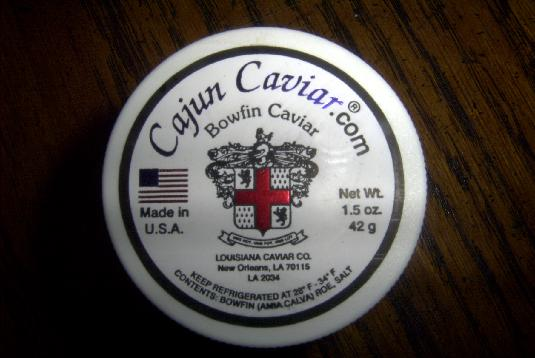 Cajun Caviar®.com
Bowfin Caviar
Made in
U.S.A.
Net Wt.
1.5 oz.
42 g
LOUISIANA CAVIAR CO.
New Orleans, LA 70115
LA 2034
KEEP REFRIGERATED AT 28° F - 34° F
CONTENTS: BOWFIN (AMIA CALVA) ROE, SALT